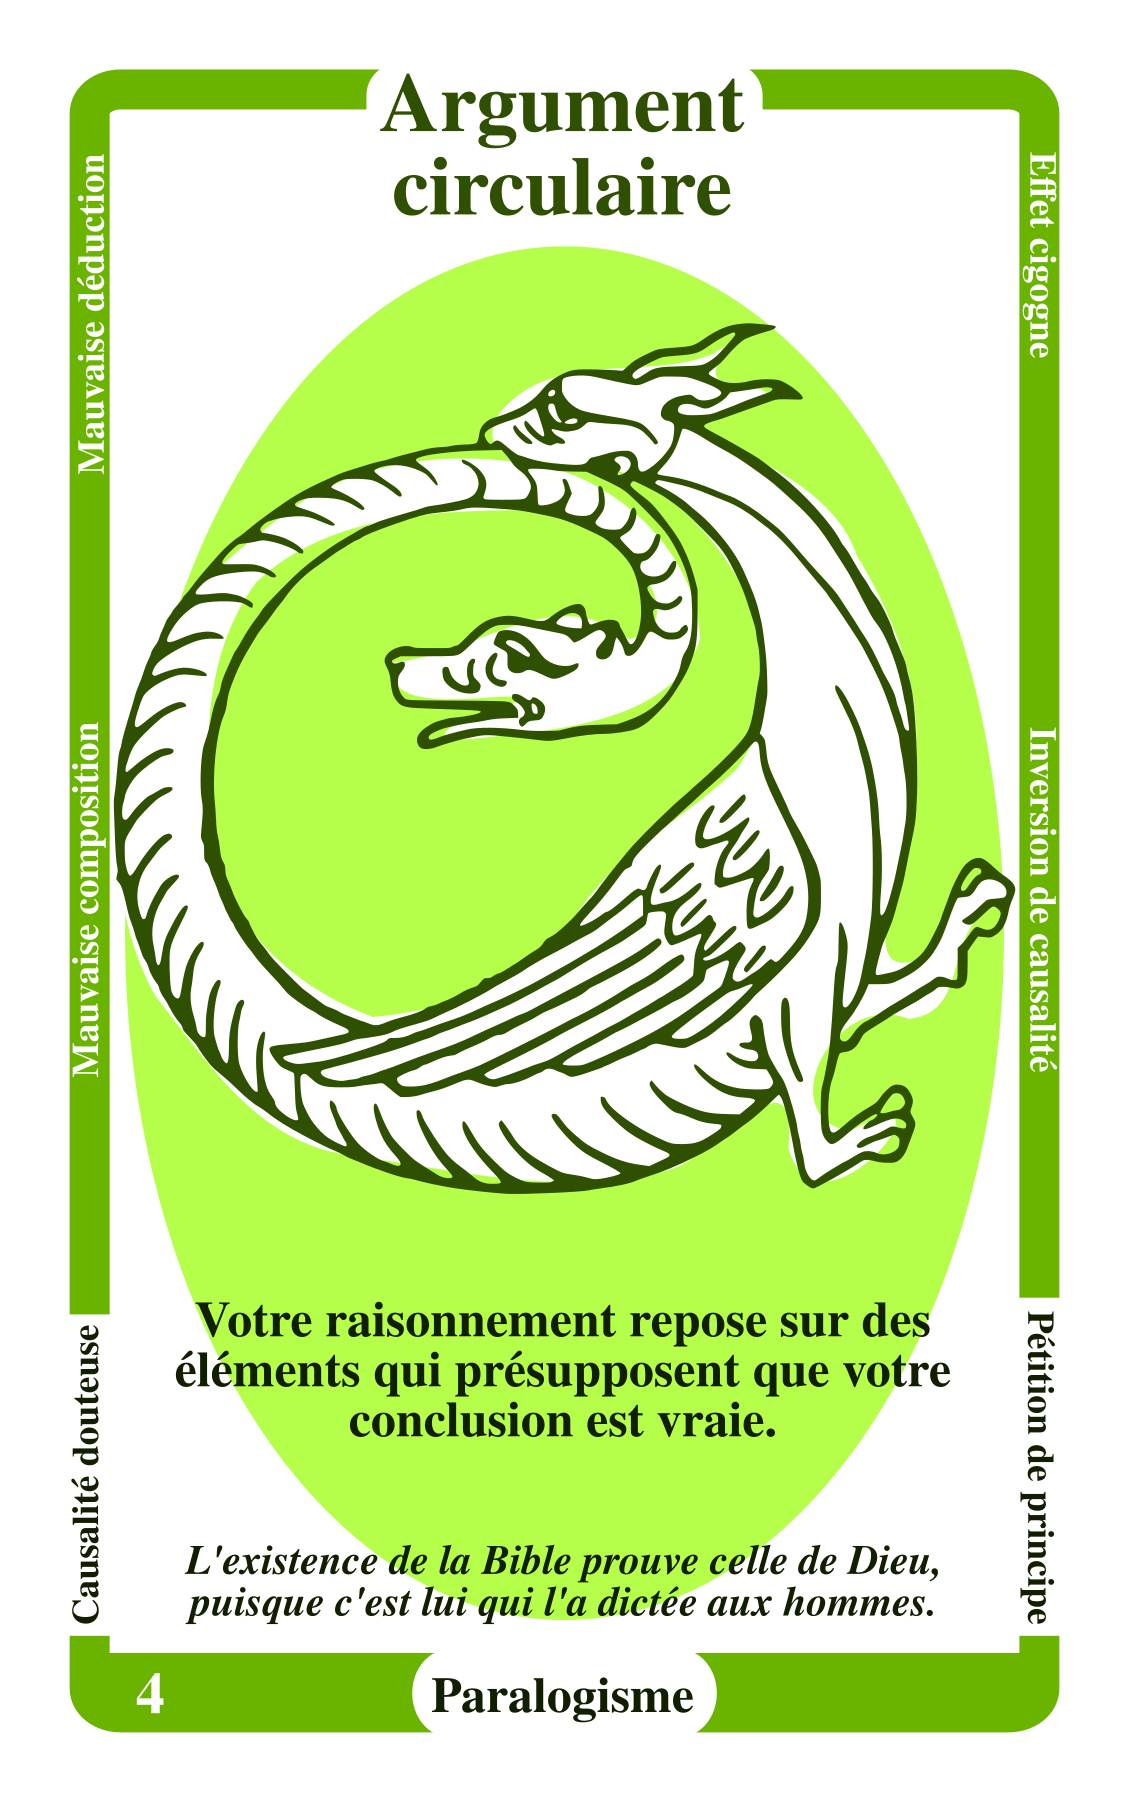 Argument
circulaire
Mauvaise déduction
Mauvaise composition
Causalité douteuse
Effet cigogne
Inversion de causalité
Pétition de principe
Votre raisonnement repose sur des
éléments qui présupposent que votre
conclusion est vraie.
L'existence de la Bible prouve celle de Dieu,
puisque c'est lui qui l'a dictée aux hommes.
4
Paralogisme